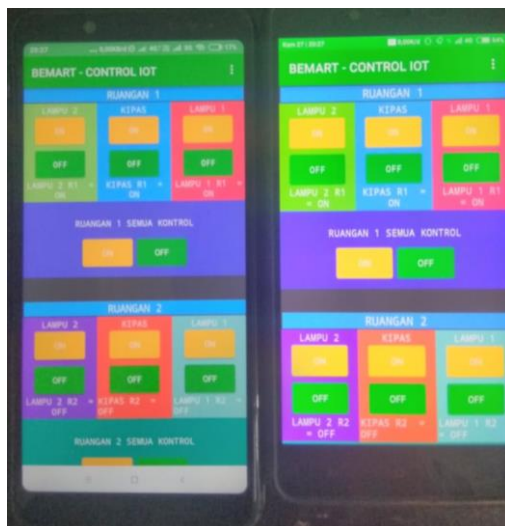 20:27
17%
BEMART - CONTROL IOT
RUANGAN 1
LAMPU 2 KIPAS LAMPU 1
ON ON ON
OFF OFF OFF
LAMPU 2 R1 = ON
KIPAS R1 = ON
LAMPU 1 R1 = ON
RUANGAN 1 SEMUA KONTROL
ON OFF
RUANGAN 2
LAMPU 2 KIPAS LAMPU 1
ON ON ON
OFF OFF OFF
LAMPU 2 R2 = OFF
KIPAS R2 = OFF
LAMPU 1 R2 = OFF
RUANGAN 2 SEMUA KONTROL
20:27
64%
BEMART - CONTROL IOT
RUANGAN 1
LAMPU 2 KIPAS LAMPU 1
ON ON ON
OFF OFF OFF
LAMPU 2 R1 = ON
KIPAS R1 = ON
LAMPU 1 R1 = ON
RUANGAN 1 SEMUA KONTROL
ON OFF
RUANGAN 2
LAMPU 2 KIPAS LAMPU 1
ON ON ON
OFF OFF OFF
LAMPU 2 R2 = OFF
KIPAS R2 = OFF
LAMPU 1 R2 = OFF